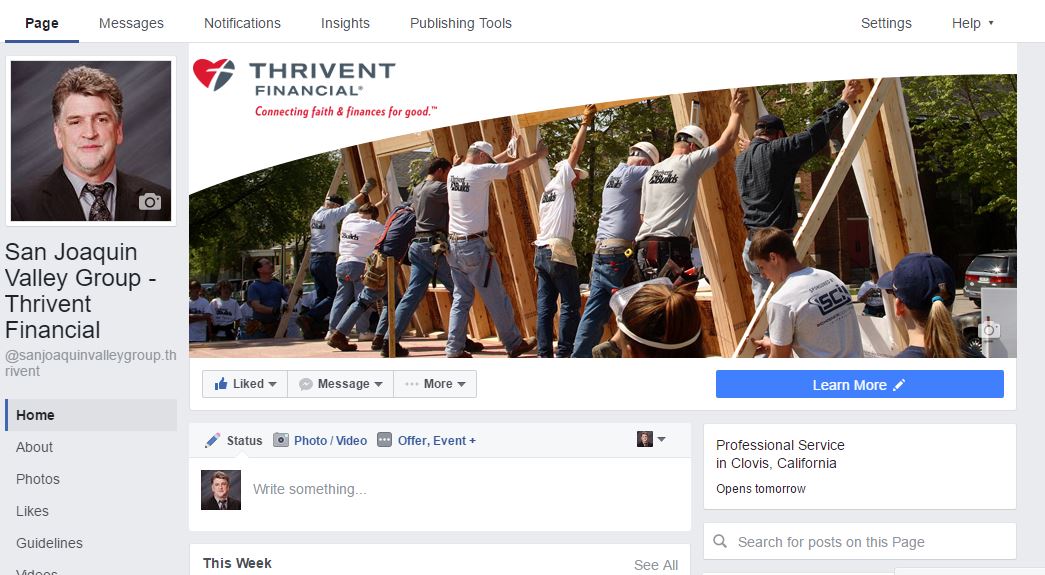 Page Messages Notifications Insights Publishing Tools Settings Help
THRIVENT
FINANCIAL®
Connecting faith & finances for good.™
San Joaquin
Valley Group -
Thrivent
Financial
@sanjoaquinvalleygroup.th
rivent
Liked Message More
Learn More
Home
About
Photos
Likes
Guidelines
Videos
Status Photo / Video Offer, Event +
Write something...
This Week See All
Professional Service
in Clovis, California
Opens tomorrow
Search for posts on this Page